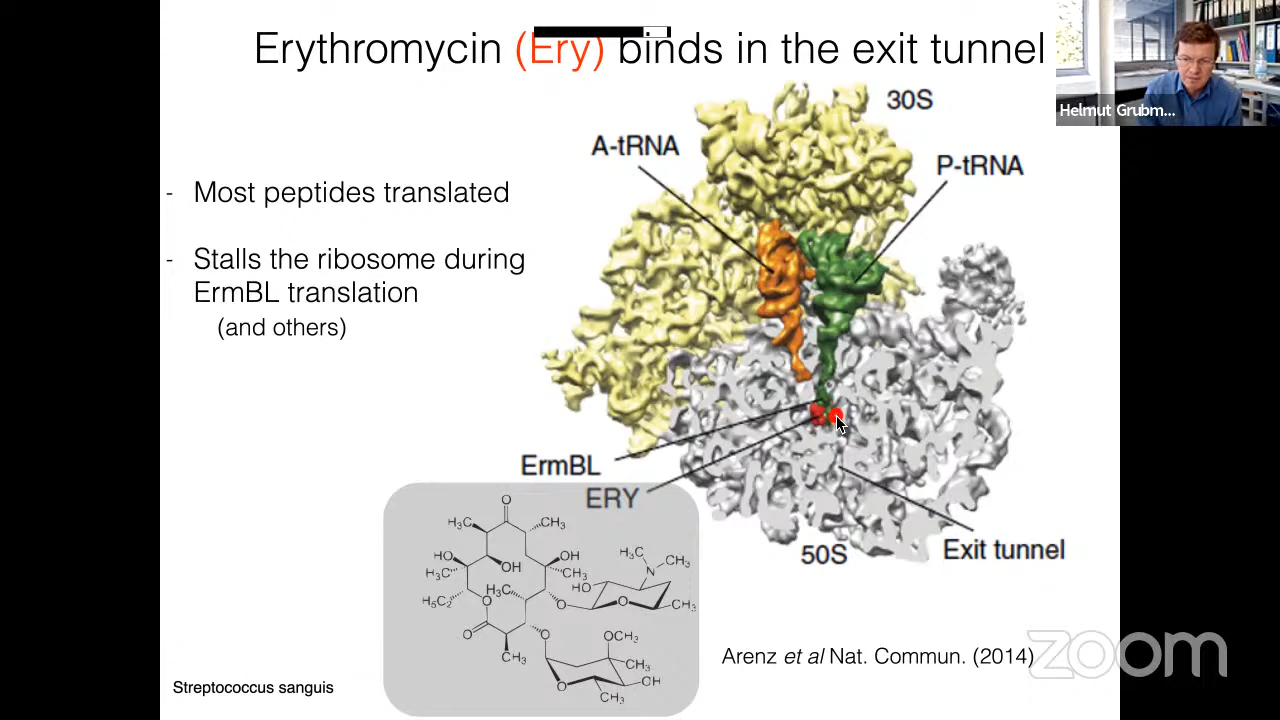 Erythromycin (Ery) binds in the exit tunnel
Helmut Grubm...
- Most peptides translated
- Stalls the ribosome during
ErmBL translation
(and others)
30S
A-tRNA
P-tRNA
ErmBL
ERY
50S
Exit tunnel
O
H₃C
CH₃
HO
OH
OH
H₃C
CH₃
H₃C
H₅C₂
O
O
CH₃
O
H₃C
N
CH₃
HO
O
CH₃
O
OCH₃
CH₃
OH
O
H₃C
Arenz et al Nat. Commun. (2014)
zoom
Streptococcus sanguis